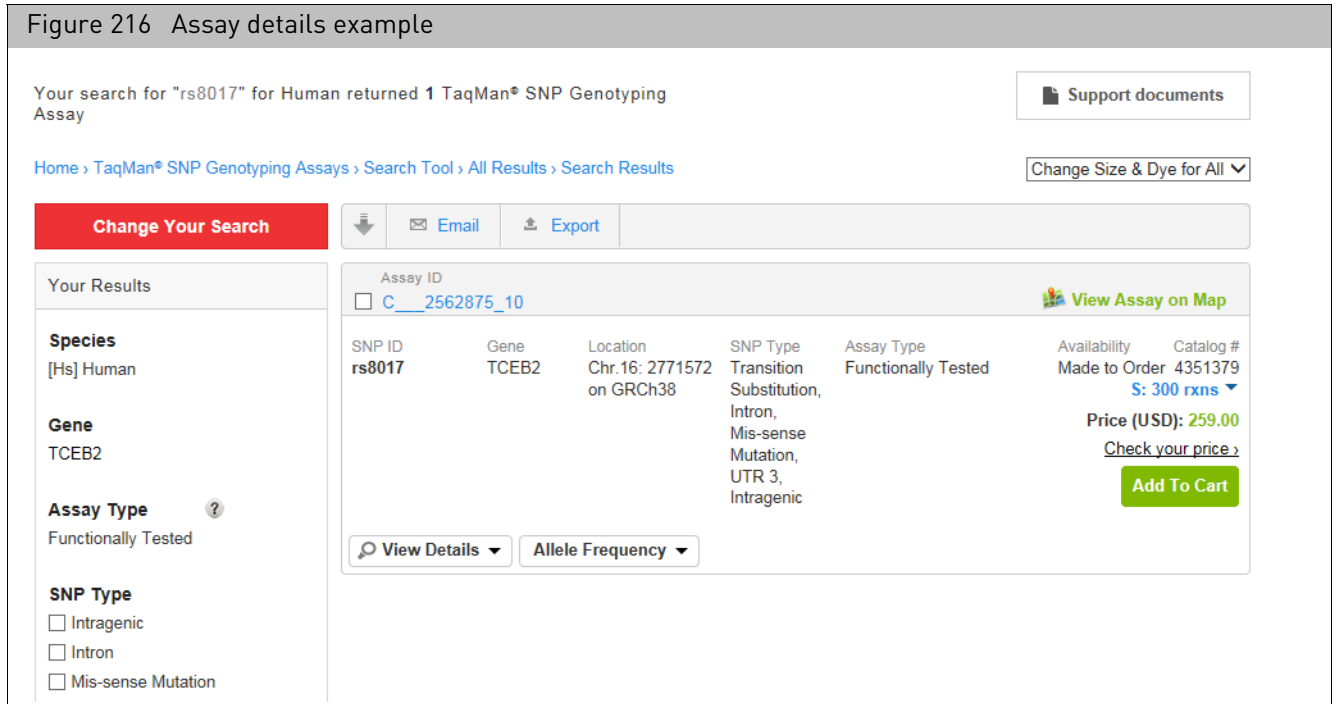 Figure 216 Assay details example
Your search for "rs8017" for Human returned 1 TaqMan® SNP Genotyping
Assay
Support documents
Home › TaqMan® SNP Genotyping Assays › Search Tool › All Results › Search Results
Change Size & Dye for All
Change Your Search
Email
Export
Your Results
Species
[Hs] Human
Gene
TCEB2
Assay Type ?
Functionally Tested
SNP Type
Intragenic
Intron
Mis-sense Mutation
Assay ID
C___2562875_10
View Assay on Map
SNP ID
rs8017
Gene
TCEB2
Location
Chr.16: 2771572
on GRCh38
SNP Type
Transition
Substitution,
Intron,
Mis-sense
Mutation,
UTR 3,
Intragenic
Assay Type
Functionally Tested
Availability Catalog #
Made to Order 4351379
S: 300 rxns
Price (USD): 259.00
Check your price ›
Add To Cart
View Details
Allele Frequency